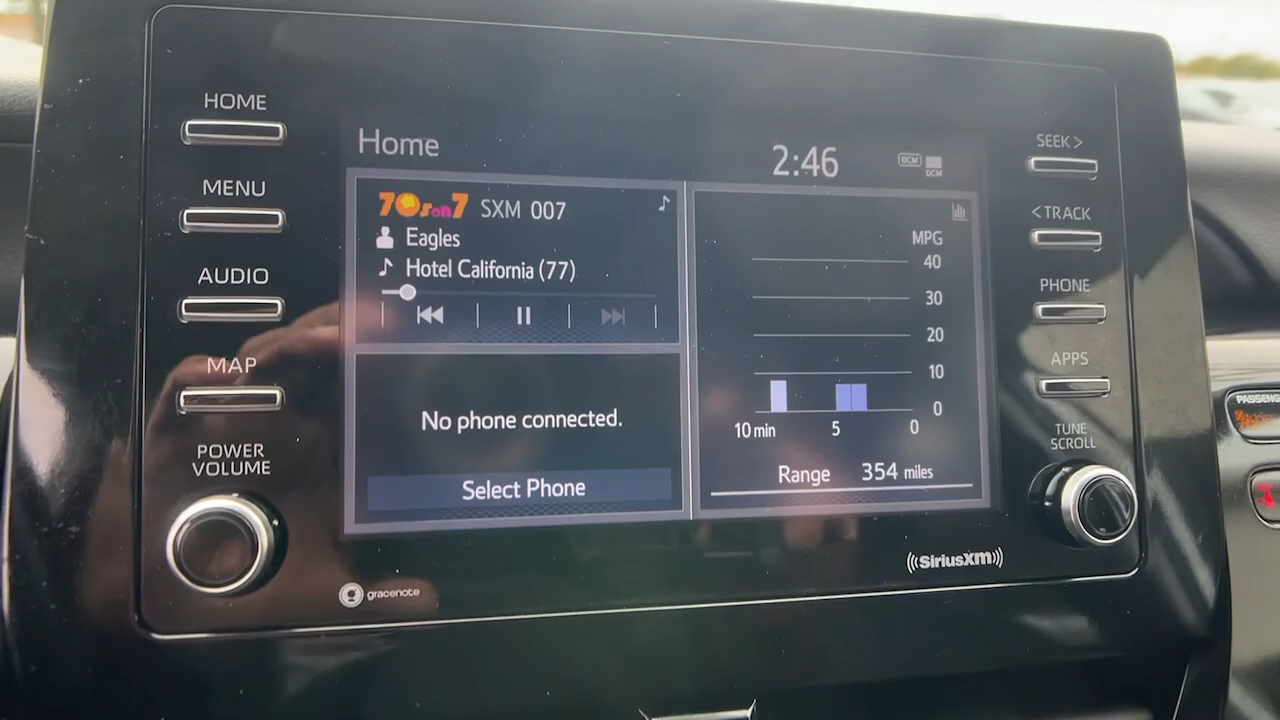 HOME
MENU
AUDIO
MAP
POWER
VOLUME
Home
2:46
DCM
DCM
70s on 7 SXM 007
Eagles
Hotel California (77)
No phone connected.
Select Phone
MPG
40
30
20
10
0
10 min 5 0
Range 354 miles
SEEK >
< TRACK
PHONE
APPS
TUNE
SCROLL
gracenote
((SiriusXM))